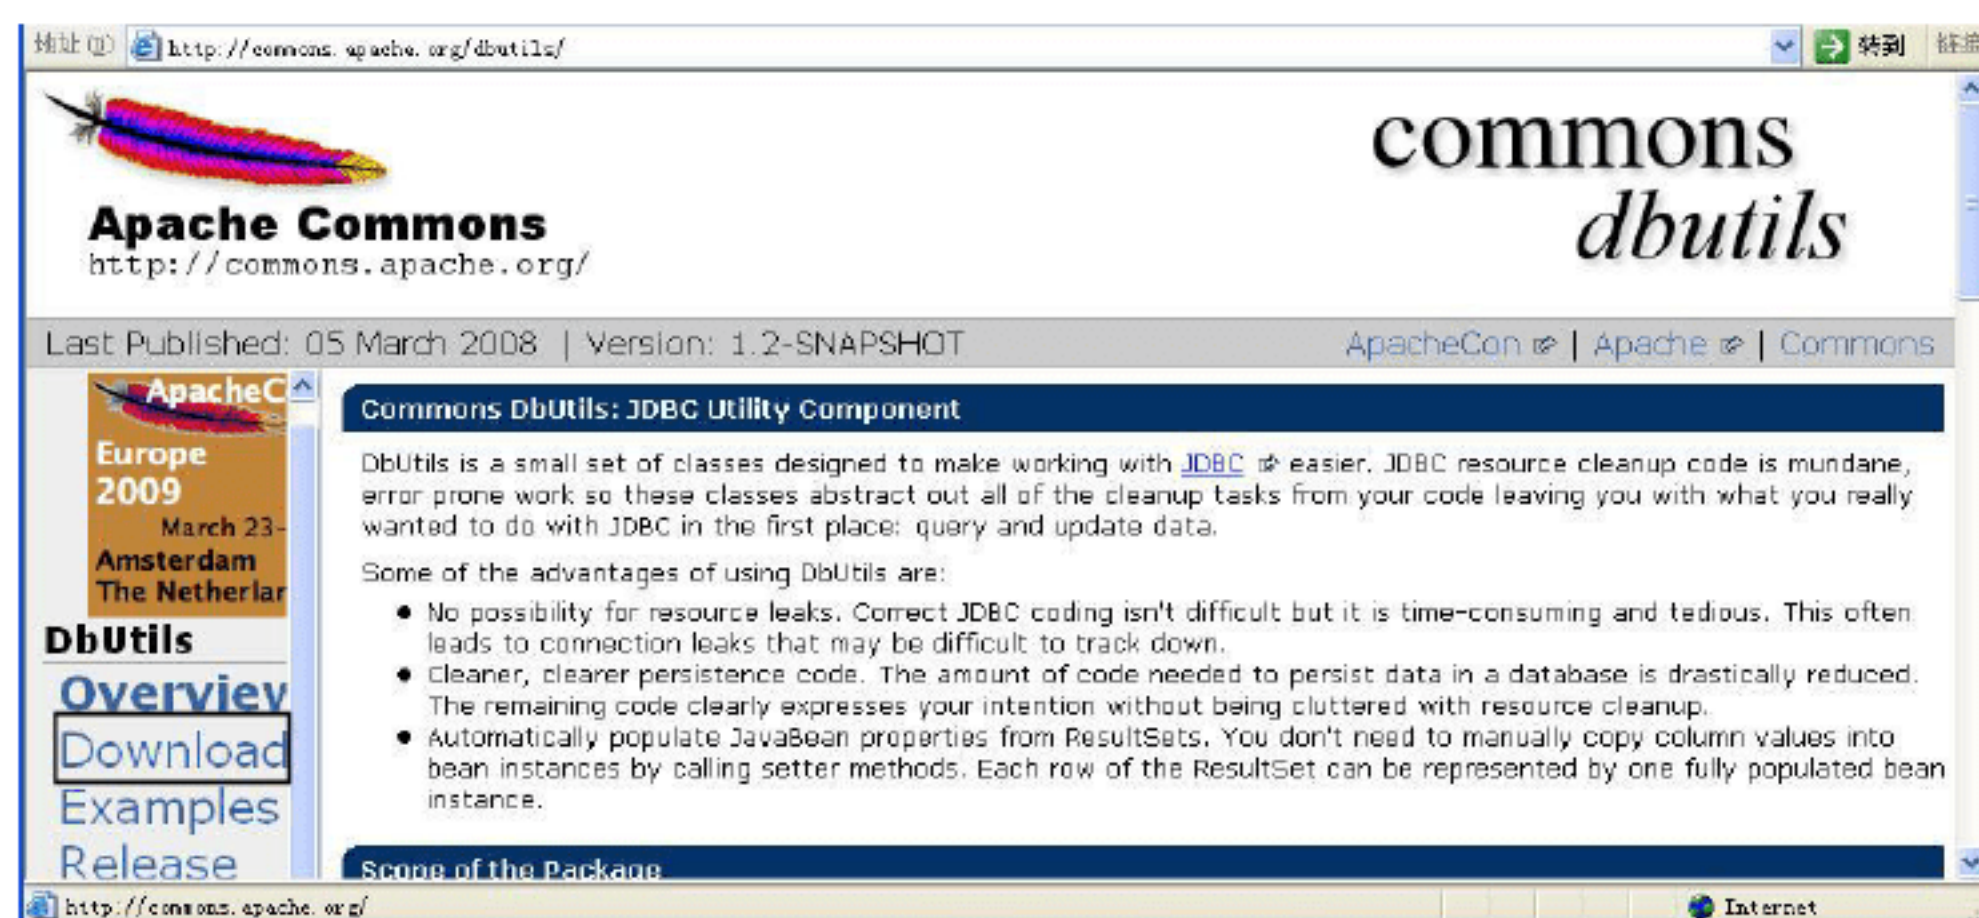 地址(D) http://commons.apache.org/dbutils/ 转到 链接
commons
dbutils
Apache Commons
http://commons.apache.org/
Last Published: 05 March 2008 | Version: 1.2-SNAPSHOT ApacheCon | Apache | Commons
ApacheC
Europe
2009
March 23-
Amsterdam
The Netherlan
DbUtils
Overview
Download
Examples
Release
Commons DbUtils: JDBC Utility Component
DbUtils is a small set of classes designed to make working with JDBC easier. JDBC resource cleanup code is mundane,
error prone work so these classes abstract out all of the cleanup tasks from your code leaving you with what you really
wanted to do with JDBC in the first place: query and update data.
Some of the advantages of using DbUtils are:
● No possibility for resource leaks. Correct JDBC coding isn't difficult but it is time-consuming and tedious. This often
leads to connection leaks that may be difficult to track down.
● Cleaner, clearer persistence code. The amount of code needed to persist data in a database is drastically reduced.
The remaining code clearly expresses your intention without being cluttered with resource cleanup.
● Automatically populate JavaBean properties from ResultSets. You don't need to manually copy column values into
bean instances by calling setter methods. Each row of the ResultSet can be represented by one fully populated bean
instance.
Scope of the Package
http://commons.apache.org/ Internet